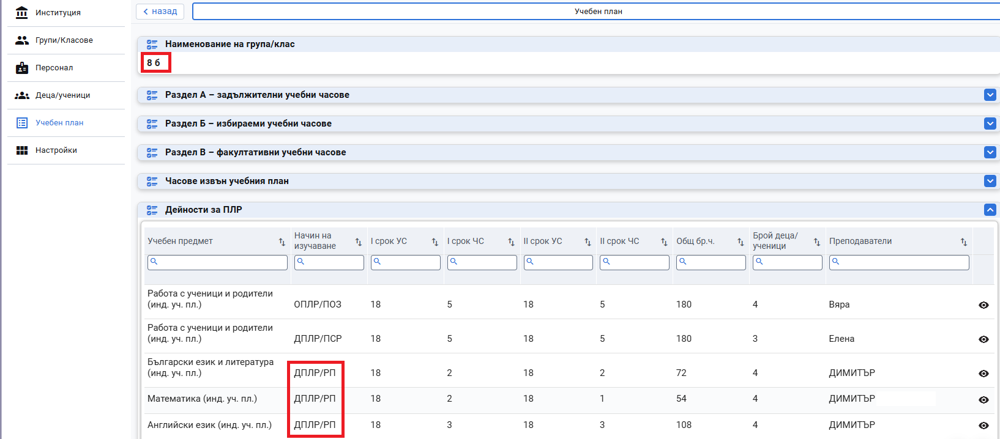 Институция
Групи/Класове
Персонал
Деца/ученици
Учебен план
Настройки
назад
Учебен план
Наименование на група/клас
8 б
Раздел А – задължителни учебни часове
Раздел Б – избираеми учебни часове
Раздел В – факултативни учебни часове
Часове извън учебния план
Дейности за ПЛР
Учебен предмет
Начин на
изучаване
I срок УС
I срок ЧС
II срок УС
II срок ЧС
Общ бр.ч.
Брой деца/
ученици
Преподаватели
Работа с ученици и родители
(инд. уч. пл.) ОПЛР/ПОЗ 18 5 18 5 180 4 Вяра
Работа с ученици и родители
(инд. уч. пл.) ДПЛР/ПСР 18 5 18 5 180 3 Елена
Български език и литература
(инд. уч. пл.) ДПЛР/РП 18 2 18 2 72 4 ДИМИТЪР
Математика (инд. уч. пл.) ДПЛР/РП 18 2 18 1 54 4 ДИМИТЪР
Английски език (инд. уч. пл.) ДПЛР/РП 18 3 18 3 108 4 ДИМИТЪР